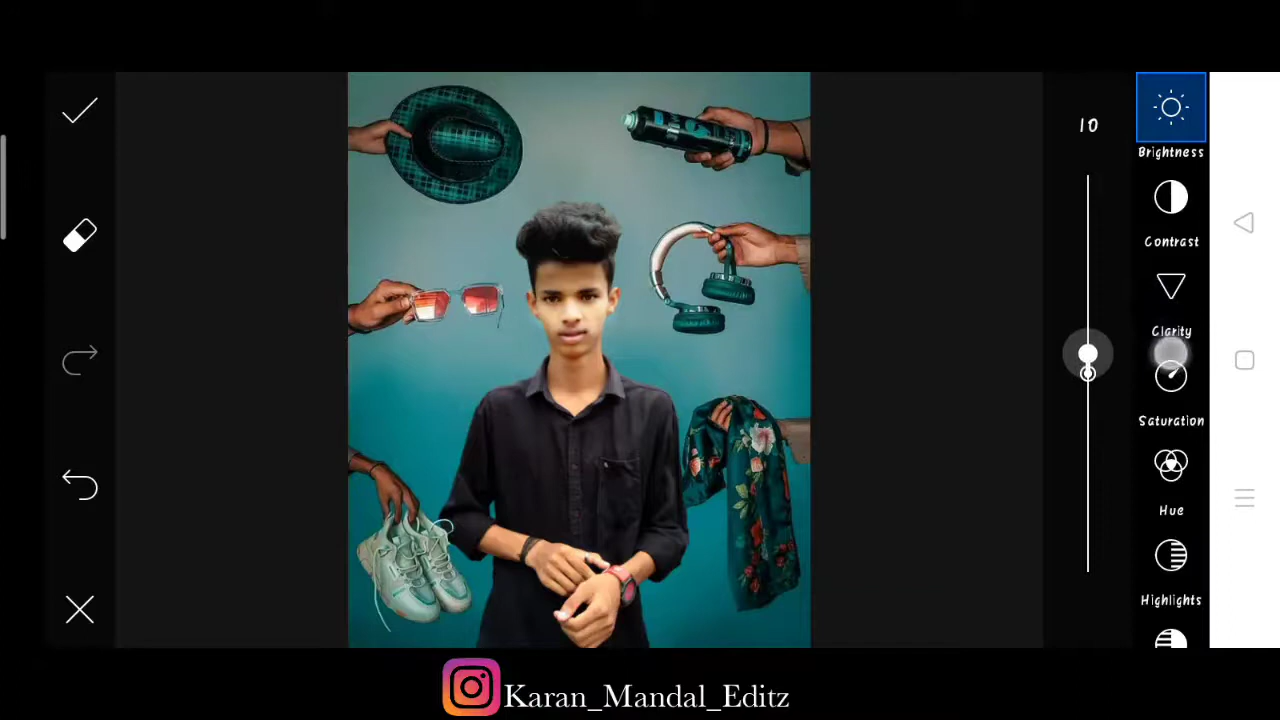 10
Brightness
Contrast
Clarity
Saturation
Hue
Highlights
Karan_Mandal_Editz